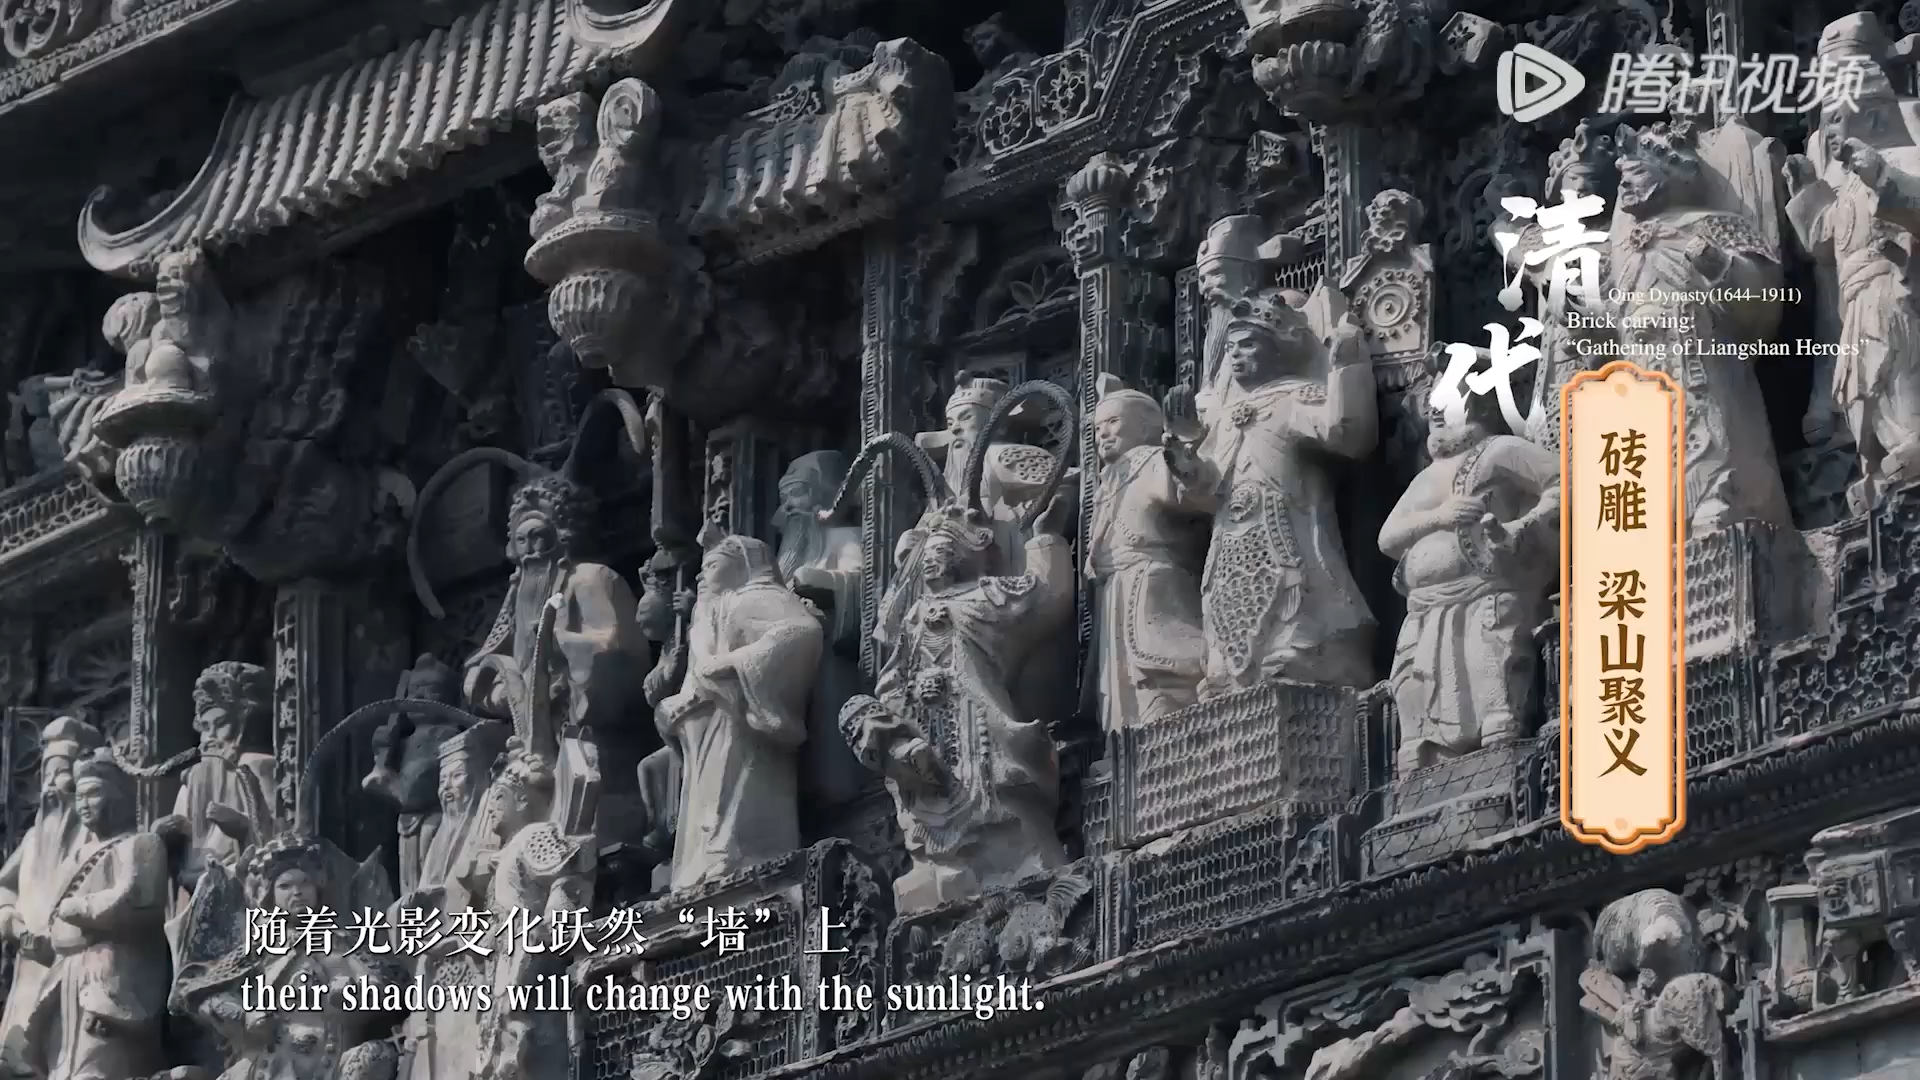 腾讯视频
清代
Qing Dynasty(1644–1911)
Brick carving:
“Gathering of Liangshan Heroes”
砖雕 梁山聚义
随着光影变化跃然“墙”上
their shadows will change with the sunlight.